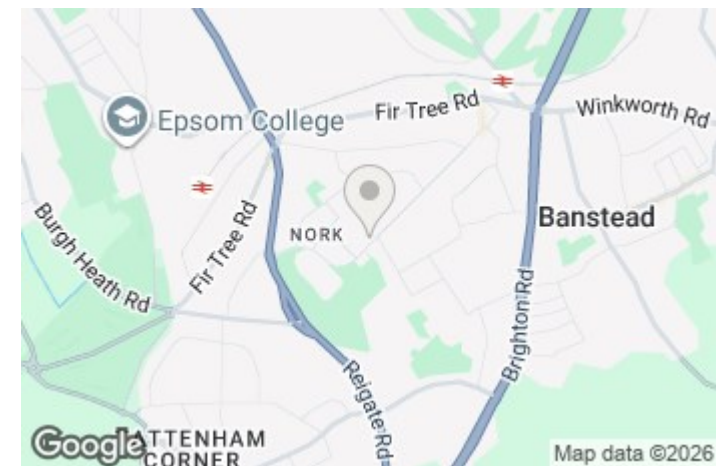 Fir Tree Rd
Winkworth Rd
Epsom College
Burgh Heath Rd
Fir Tree Rd
NORK
Banstead
Brighton Rd
Reigate Rd
Google
ATTENHAM
CORNER
Map data ©2026